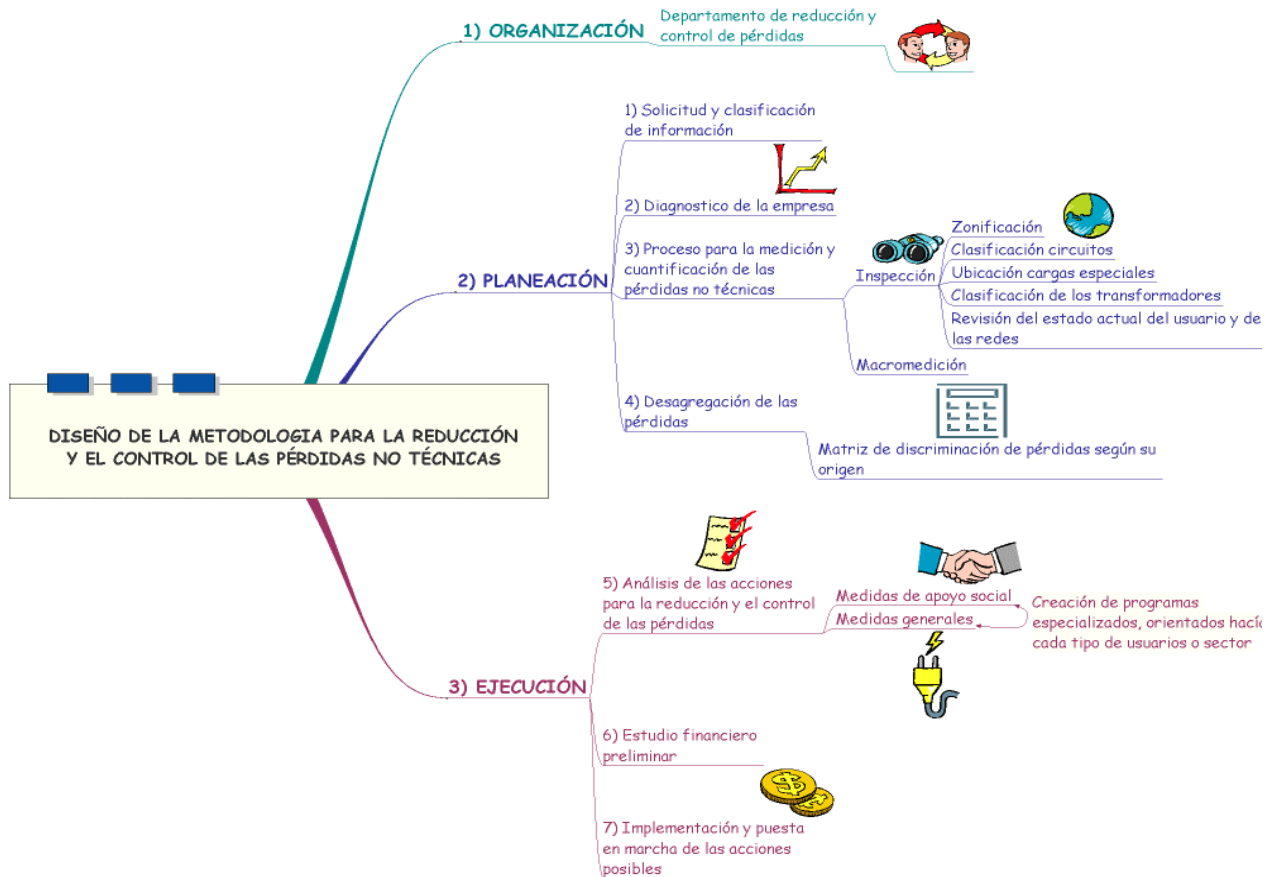 1) ORGANIZACIÓN
Departamento de reducción y
control de pérdidas
1) Solicitud y clasificación
de información
2) Diagnostico de la empresa
3) Proceso para la medición y
cuantificación de las
pérdidas no técnicas
2) PLANEACIÓN
Inspección
Zonificación
Clasificación circuitos
Ubicación cargas especiales
Clasificación de los transformadores
Revisión del estado actual del usuario y de
las redes
Macromedición
4) Desagregación de las
pérdidas
Matriz de discriminación de pérdidas según su
origen
DISEÑO DE LA METODOLOGIA PARA LA REDUCCIÓN
Y EL CONTROL DE LAS PÉRDIDAS NO TÉCNICAS
3) EJECUCIÓN
5) Análisis de las acciones
para la reducción y el control
de las pérdidas
Medidas de apoyo social
Medidas generales
Creación de programas
especializados, orientados hacía
cada tipo de usuarios o sector
6) Estudio financiero
preliminar
7) Implementación y puesta
en marcha de las acciones
posibles